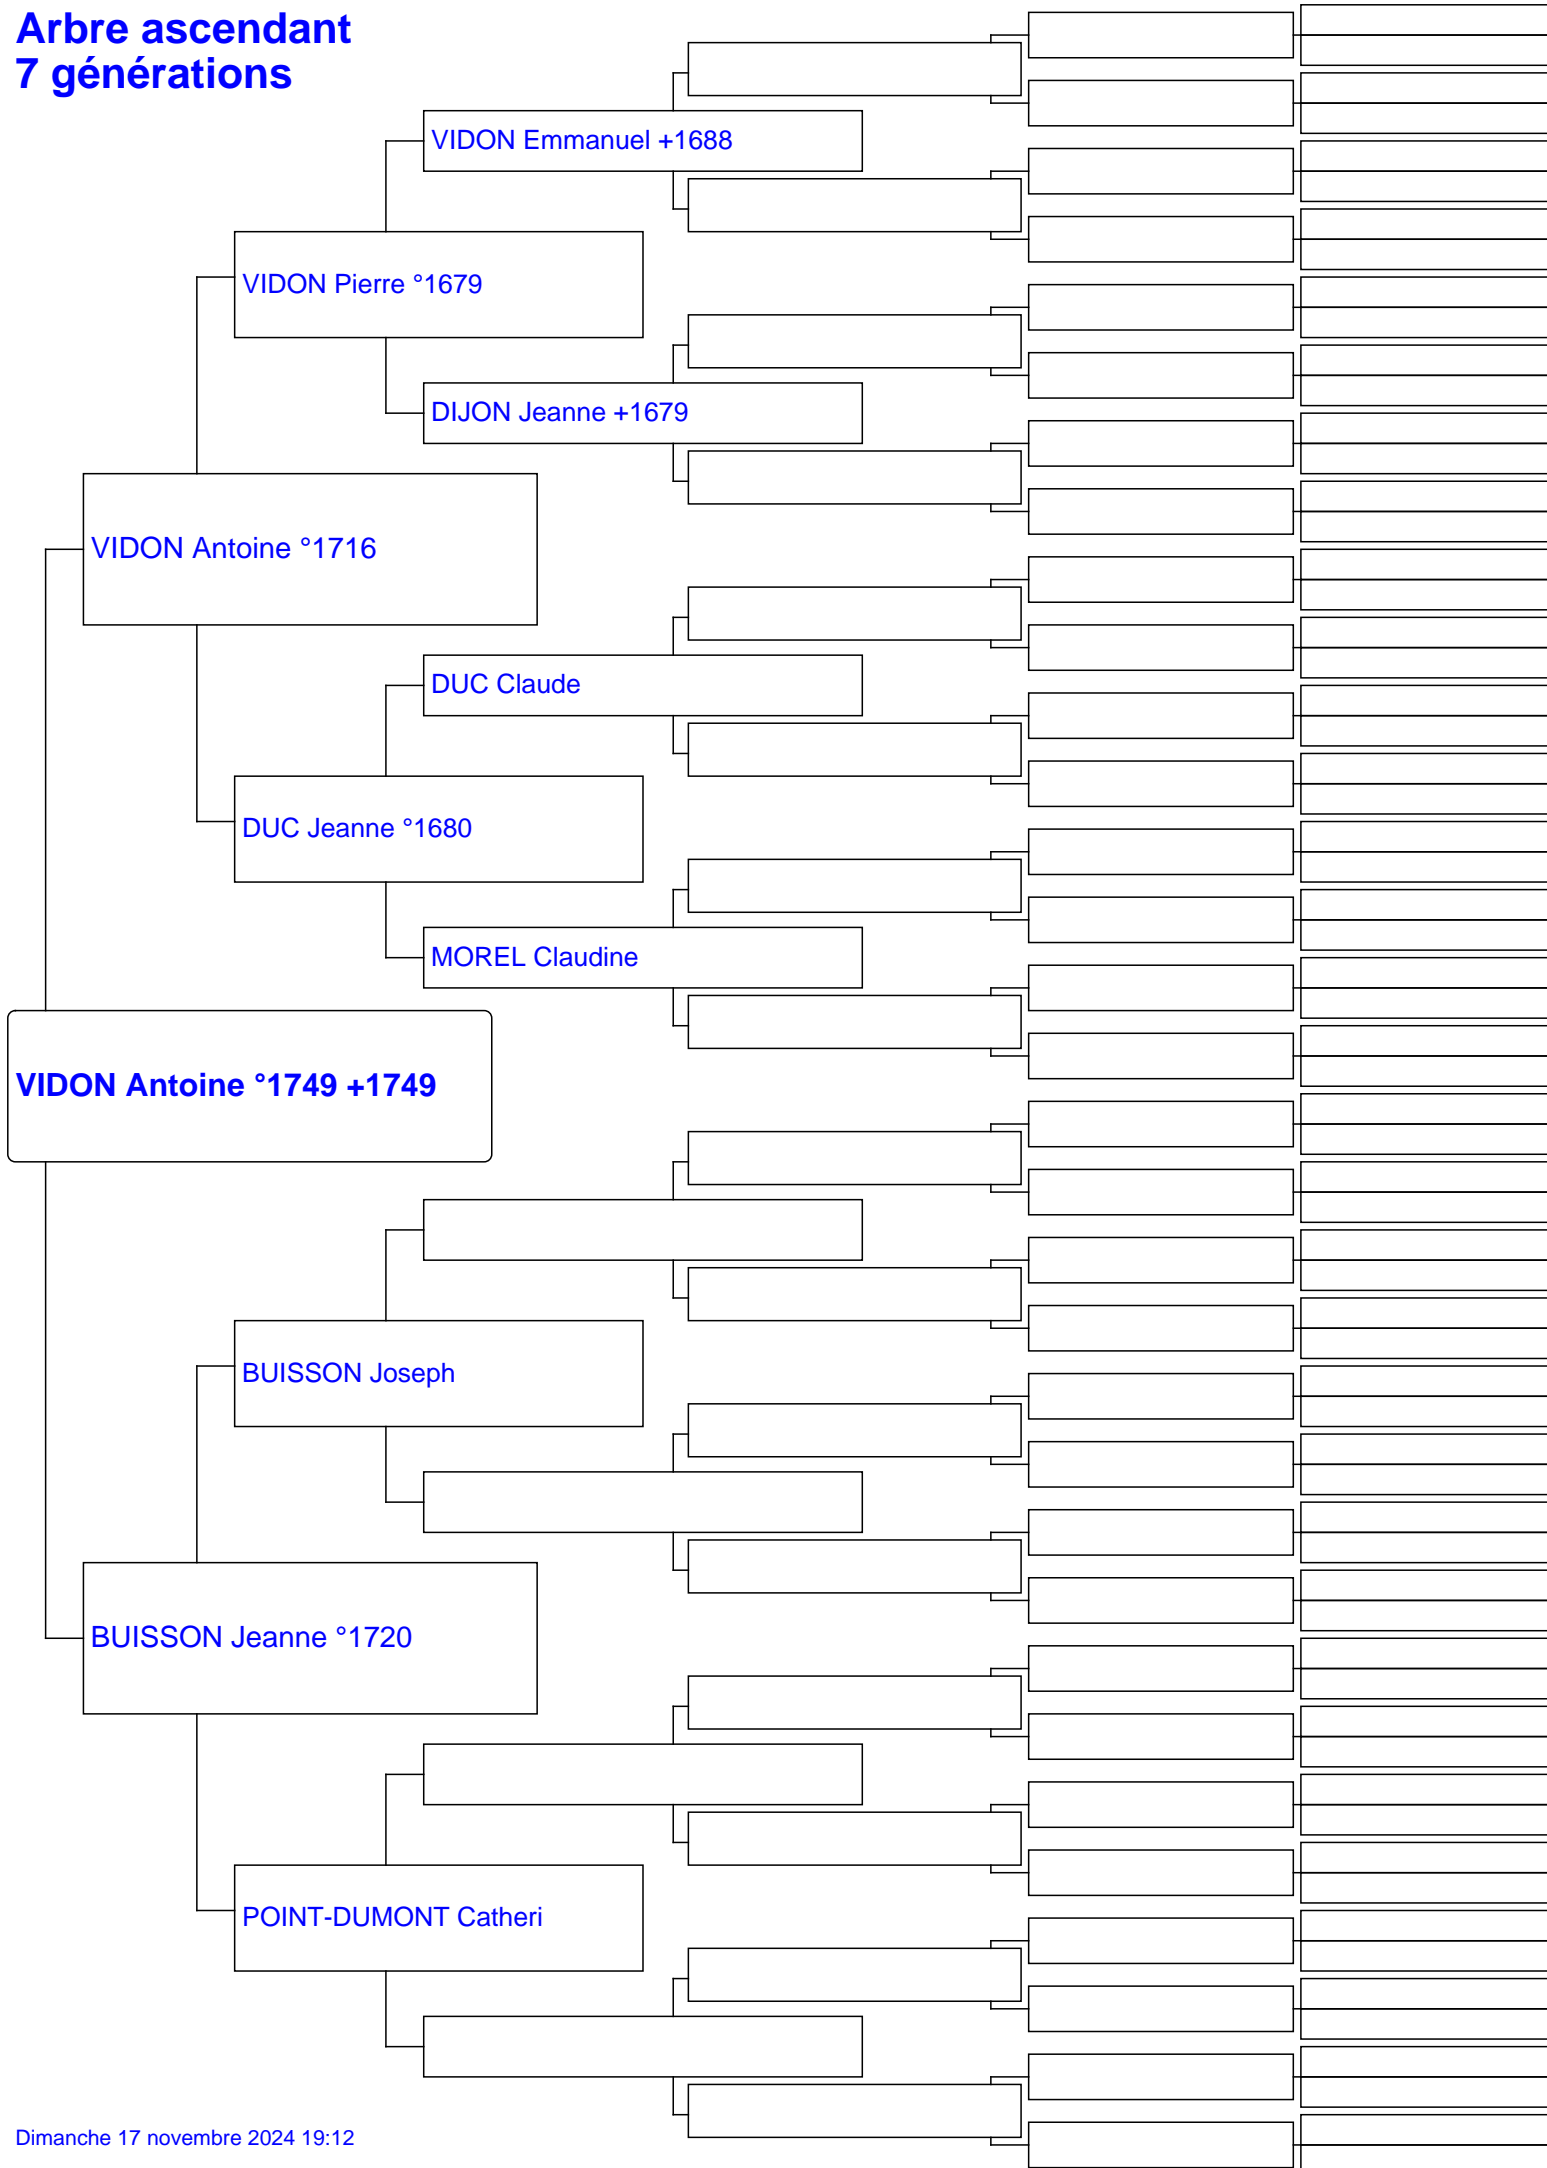 Arbre ascendant
7 générations
VIDON Emmanuel +1688
VIDON Pierre °1679
DIJON Jeanne +1679
VIDON Antoine °1716
DUC Claude
DUC Jeanne °1680
MOREL Claudine
VIDON Antoine °1749 +1749
BUISSON Joseph
BUISSON Jeanne °1720
POINT-DUMONT Catheri
Dimanche 17 novembre 2024 19:12